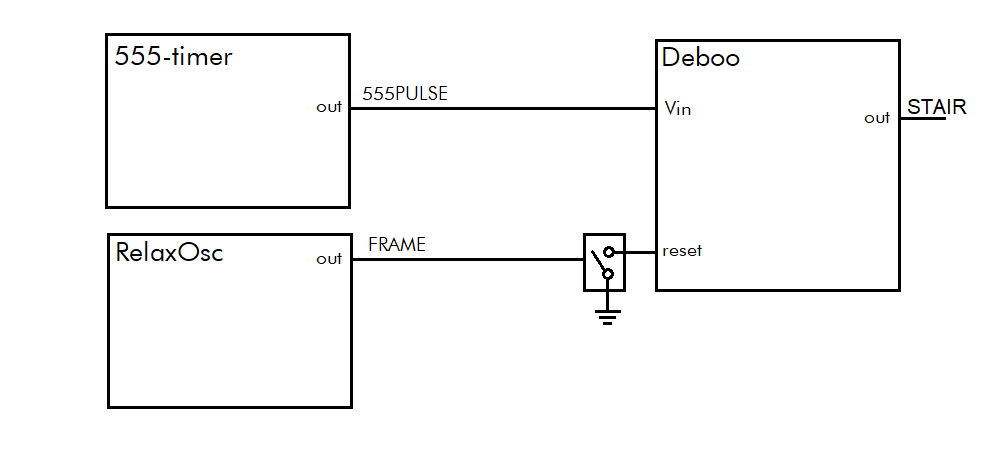 555-timer
out
555PULSE
Deboo
Vin
out
STAIR
RelaxOsc
out
FRAME
reset